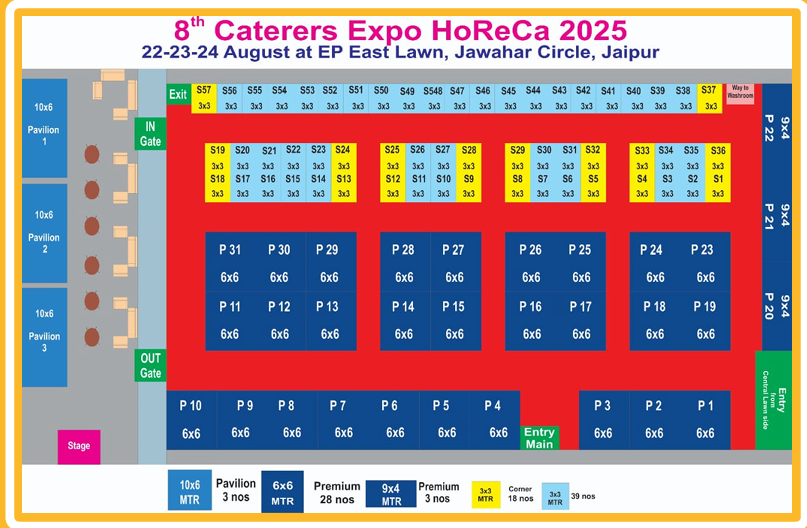 8th Caterers Expo HoReCa 2025
22-23-24 August at EP East Lawn, Jawahar Circle, Jaipur
Exit S57 S56 S55 S54 S53 S52 S51 S50 S49 S548 S47 S46 S45 S44 S43 S42 S41 S40 S39 S38 S37 Way to
3x3 3x3 3x3 3x3 3x3 3x3 3x3 3x3 3x3 3x3 3x3 3x3 3x3 3x3 3x3 3x3 3x3 3x3 3x3 3x3 3x3 Washroom
10x6
Pavilion
1
IN
Gate
P 22 9x4
S19 S20 S21 S22 S23 S24 S25 S26 S27 S28 S29 S30 S31 S32 S33 S34 S35 S36
3x3 3x3 3x3 3x3 3x3 3x3 3x3 3x3 3x3 3x3 3x3 3x3 3x3 3x3 3x3 3x3 3x3 3x3
S18 S17 S16 S15 S14 S13 S12 S11 S10 S9 S8 S7 S6 S5 S4 S3 S2 S1
3x3 3x3 3x3 3x3 3x3 3x3 3x3 3x3 3x3 3x3 3x3 3x3 3x3 3x3 3x3 3x3 3x3 3x3
10x6
Pavilion
2
P 21 9x4
P 31 P 30 P 29 P 28 P 27 P 26 P 25 P 24 P 23
6x6 6x6 6x6 6x6 6x6 6x6 6x6 6x6 6x6
P 11 P 12 P 13 P 14 P 15 P 16 P 17 P 18 P 19
6x6 6x6 6x6 6x6 6x6 6x6 6x6 6x6 6x6
P 20 9x4
10x6
Pavilion
3
OUT
Gate
Entry
from
Central Lawn side
P 10 P 9 P 8 P 7 P 6 P 5 P 4 P 3 P 2 P 1
6x6 6x6 6x6 6x6 6x6 6x6 6x6 6x6 6x6 6x6
Entry
Main
Stage
10x6
MTR
Pavilion
3 nos
6x6
MTR
Premium
28 nos
9x4
MTR
Premium
3 nos
3x3
MTR
Corner
18 nos
3x3
MTR
39 nos